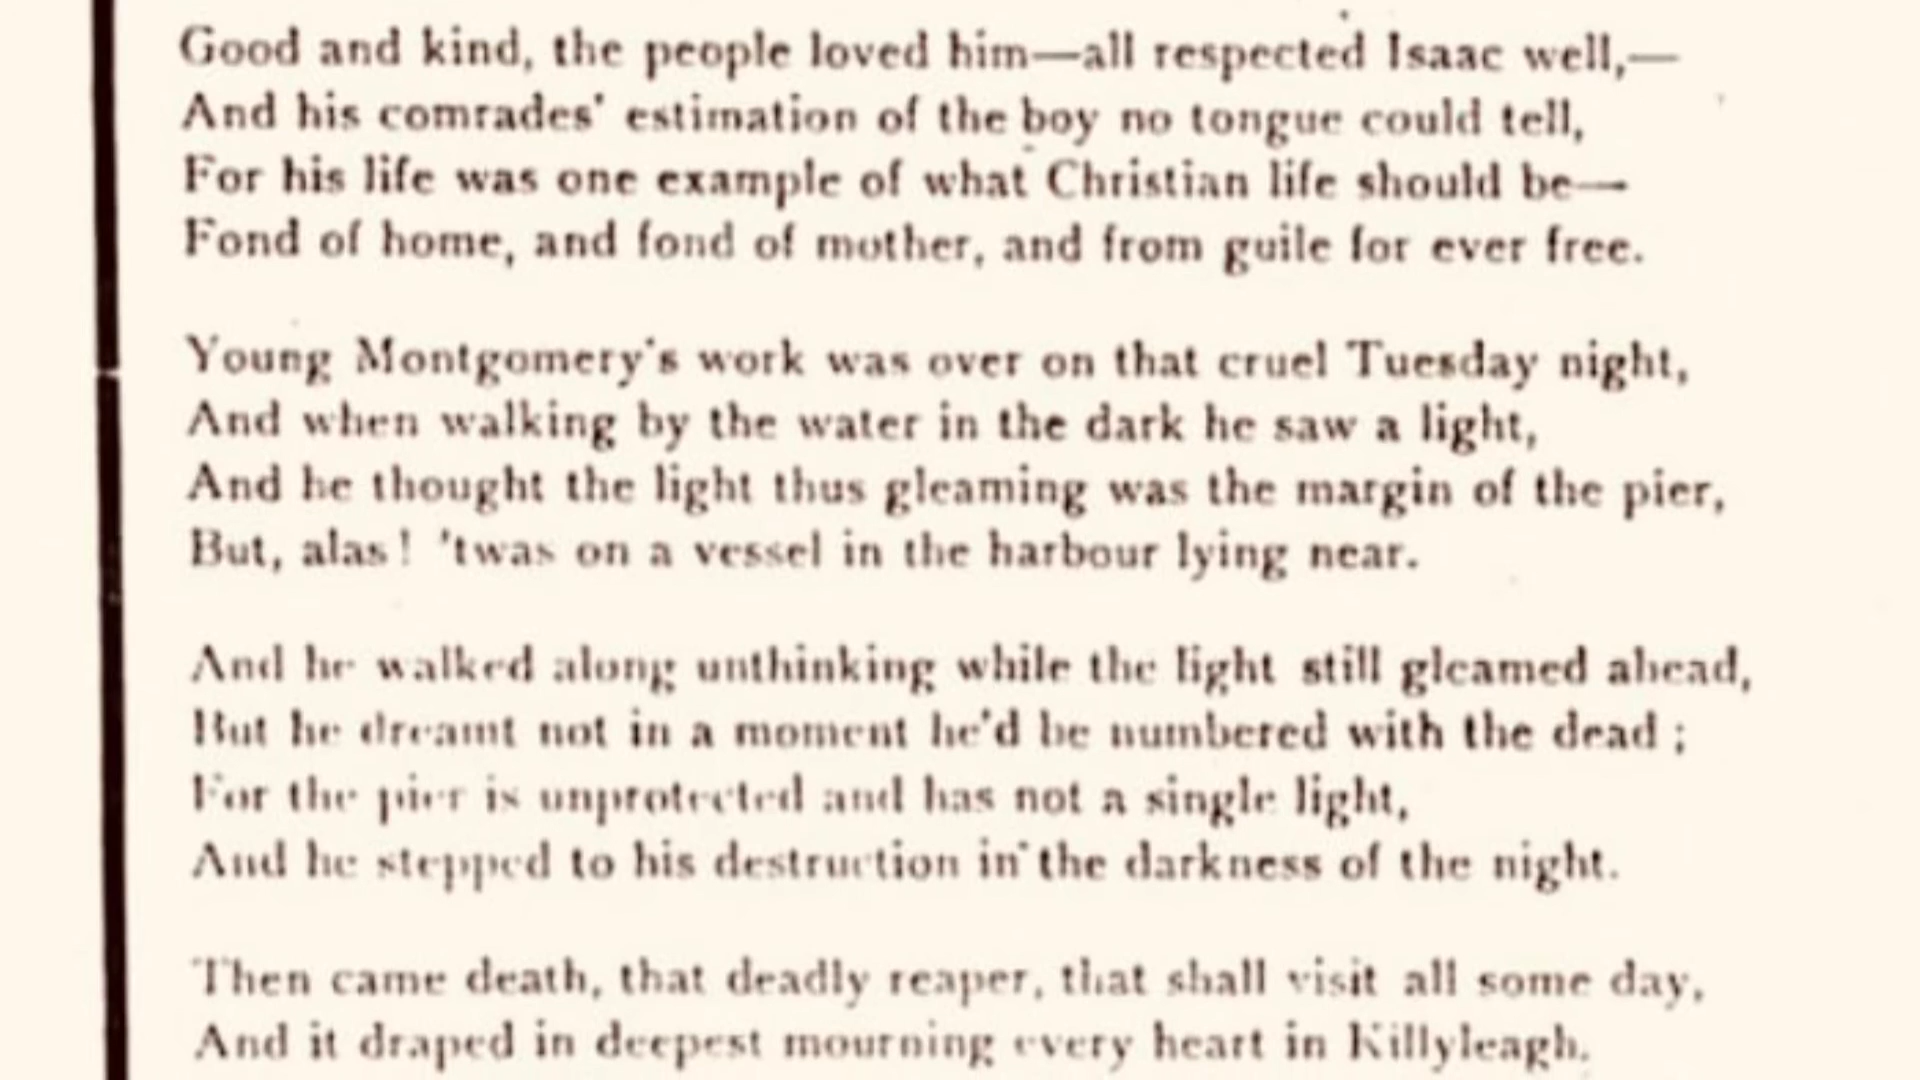 Good and kind, the people loved him—all respected Isaac well,—
And his comrades' estimation of the boy no tongue could tell,
For his life was one example of what Christian life should be—
Fond of home, and fond of mother, and from guile for ever free.
Young Montgomery's work was over on that cruel Tuesday night,
And when walking by the water in the dark he saw a light,
And he thought the light thus gleaming was the margin of the pier,
But, alas! 'twas on a vessel in the harbour lying near.
And he walked along unthinking while the light still gleamed ahead,
But he dreamt not in a moment he'd be numbered with the dead;
For the pier is unprotected and has not a single light,
And he stepped to his destruction in the darkness of the night.
Then came death, that deadly reaper, that shall visit all some day,
And it draped in deepest mourning every heart in Killyleagh.